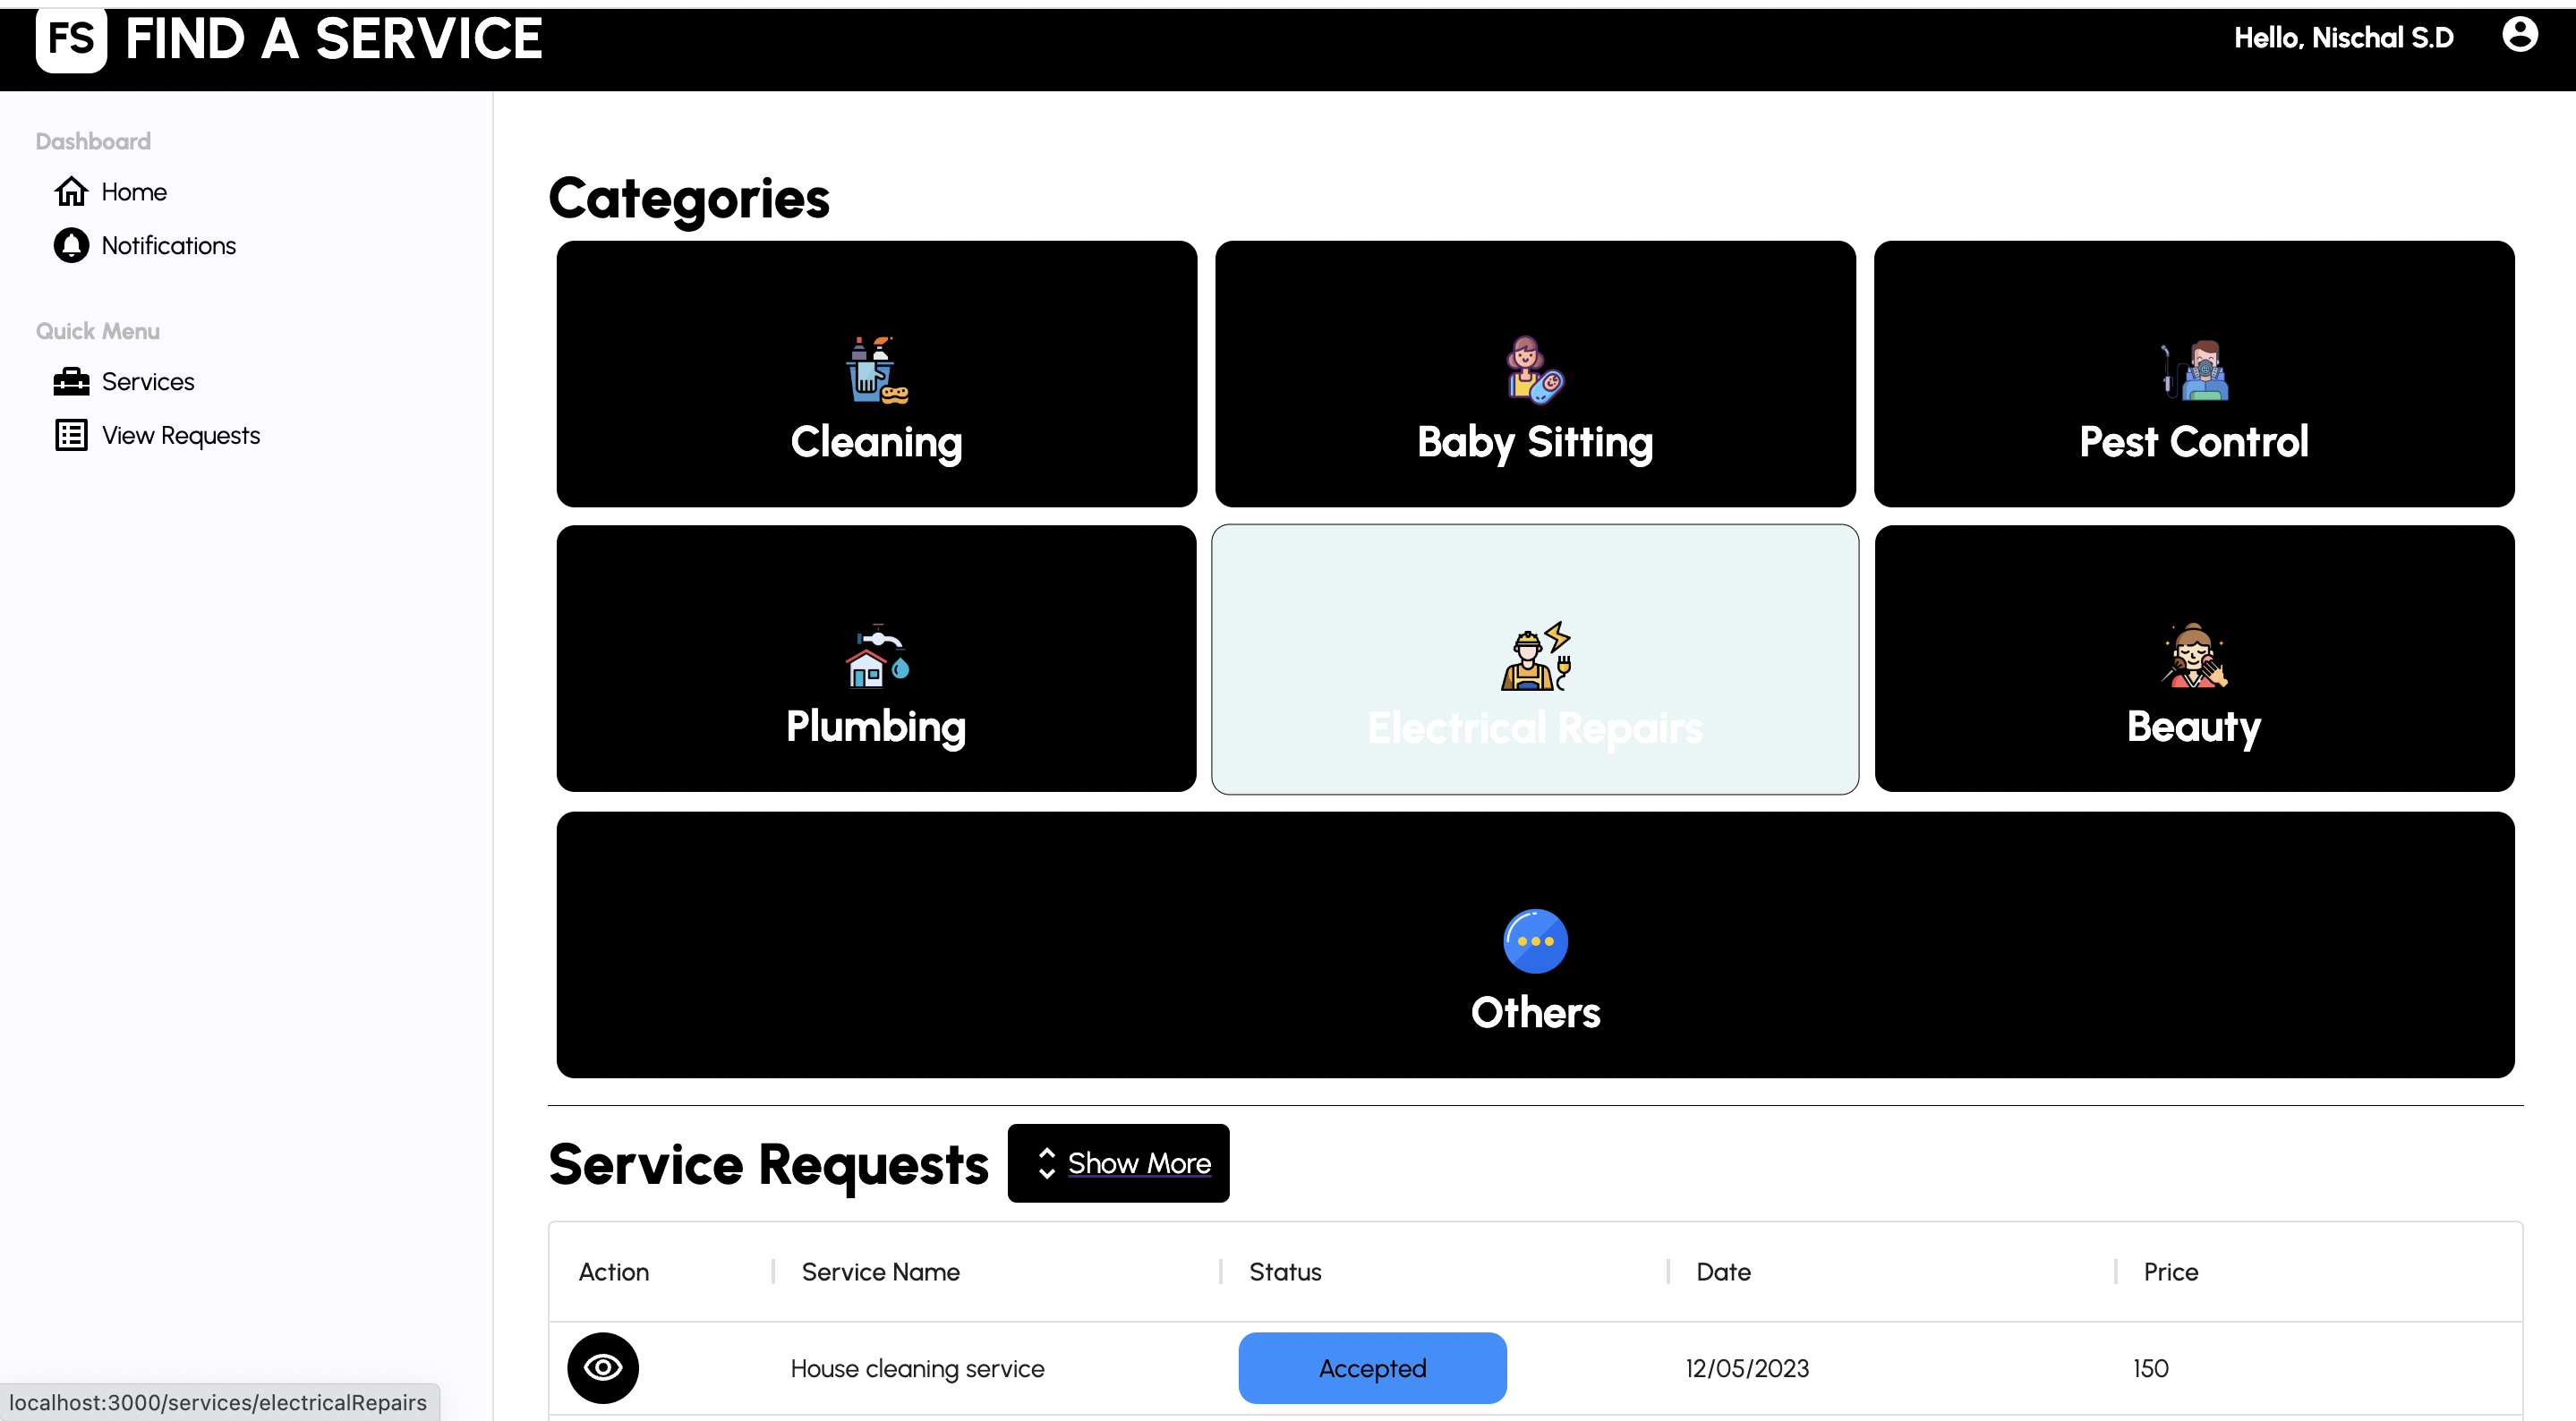 FS FIND A SERVICE
Hello, Nischal S.D
Dashboard
Home
Notifications
Quick Menu
Services
View Requests
Categories
Cleaning
Baby Sitting
Pest Control
Plumbing
Electrical Repairs
Beauty
Others
Service Requests
Show More
Action
Service Name
Status
Date
Price
House cleaning service
Accepted
12/05/2023
150
localhost:3000/services/electricalRepairs